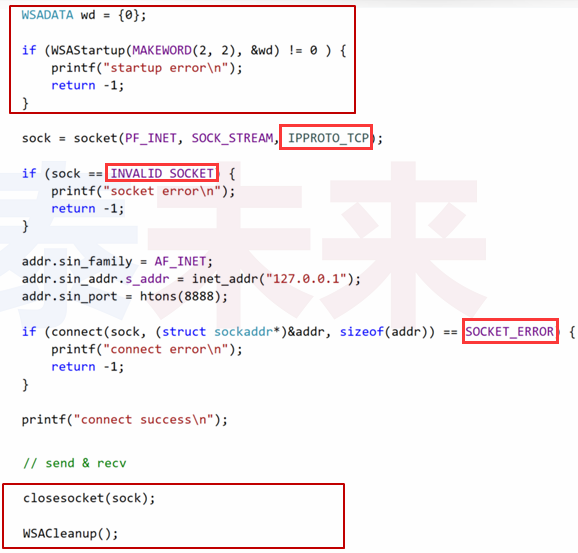 WSADATA wd = {0};
if (WSAStartup(MAKEWORD(2, 2), &wd) != 0 ) {
printf("startup error\n");
return -1;
}
sock = socket(PF_INET, SOCK_STREAM, IPPROTO_TCP);
if (sock == INVALID_SOCKET) {
printf("socket error\n");
return -1;
}
addr.sin_family = AF_INET;
addr.sin_addr.s_addr = inet_addr("127.0.0.1");
addr.sin_port = htons(8888);
if (connect(sock, (struct sockaddr*)&addr, sizeof(addr)) == SOCKET_ERROR) {
printf("connect error\n");
return -1;
}
printf("connect success\n");
// send & recv
closesocket(sock);
WSACleanup();
泰未来